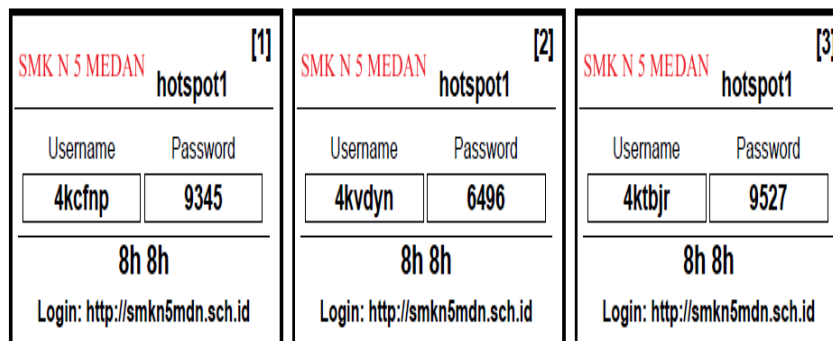 [1]
SMK N 5 MEDAN hotspot1
Username Password
4kcfnp 9345
8h 8h
Login: http://smkn5mdn.sch.id
[2]
SMK N 5 MEDAN hotspot1
Username Password
4kvdyn 6496
8h 8h
Login: http://smkn5mdn.sch.id
[3]
SMK N 5 MEDAN hotspot1
Username Password
4ktbjr 9527
8h 8h
Login: http://smkn5mdn.sch.id